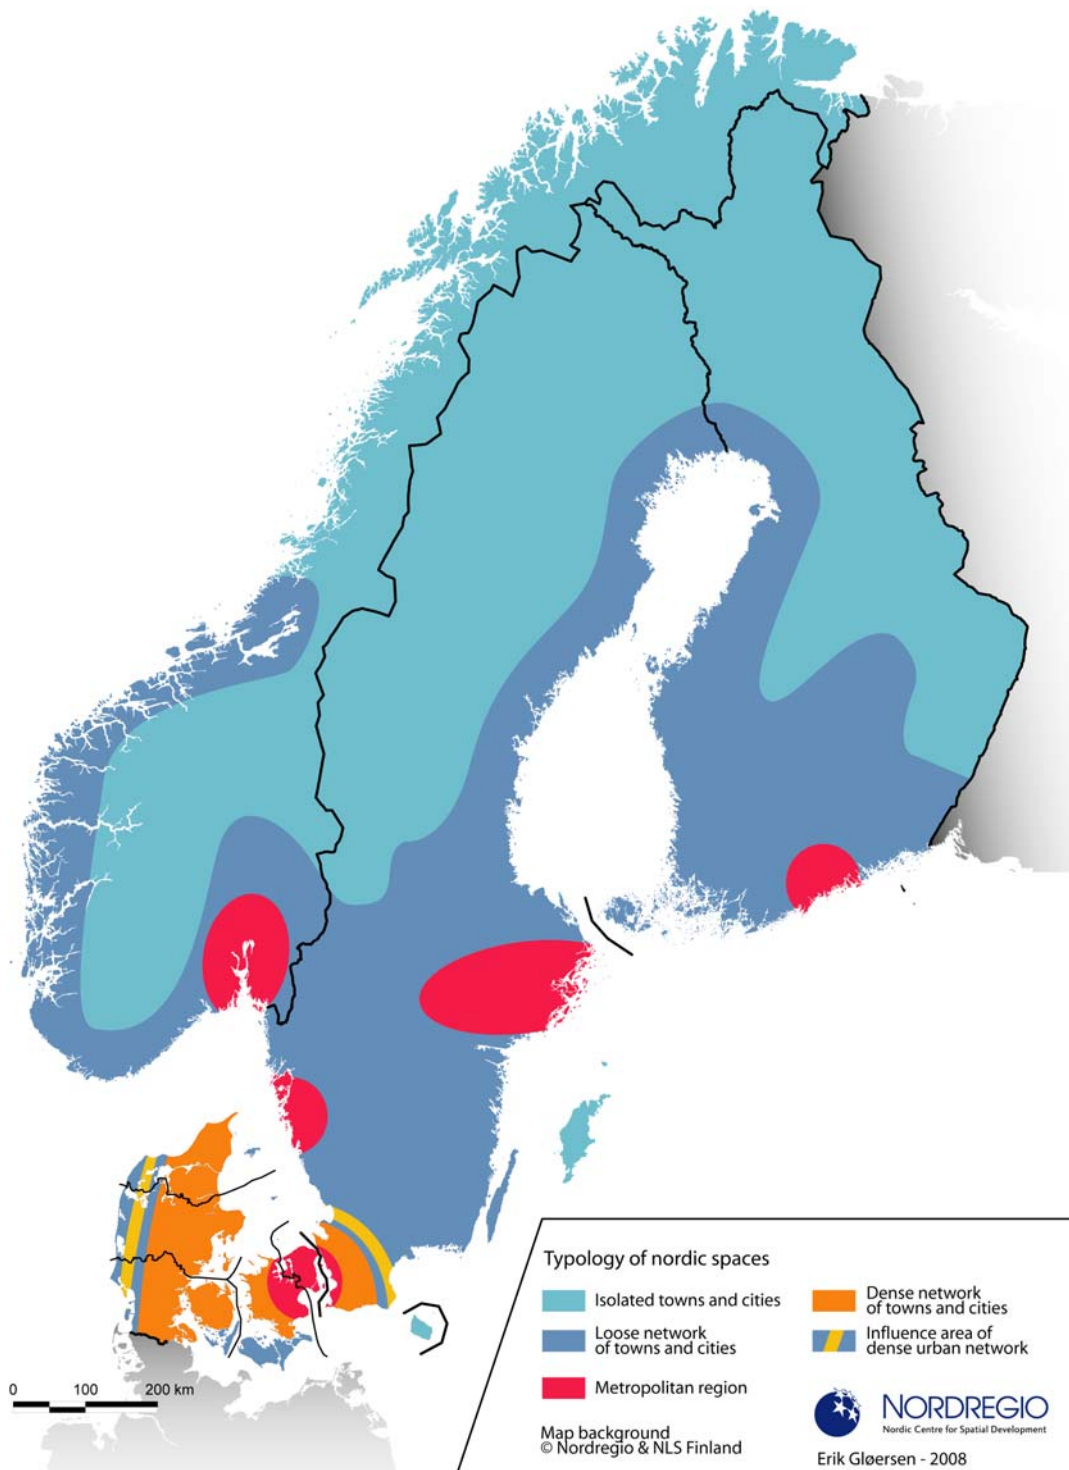 Typology of nordic spaces
Isolated towns and cities
Loose network
of towns and cities
Metropolitan region
Dense network
of towns and cities
Influence area of
dense urban network
Map background
© Nordregio & NLS Finland
NORDREGIO
Nordic Centre for Spatial Development
Erik Gløersen - 2008
0 100 200 km